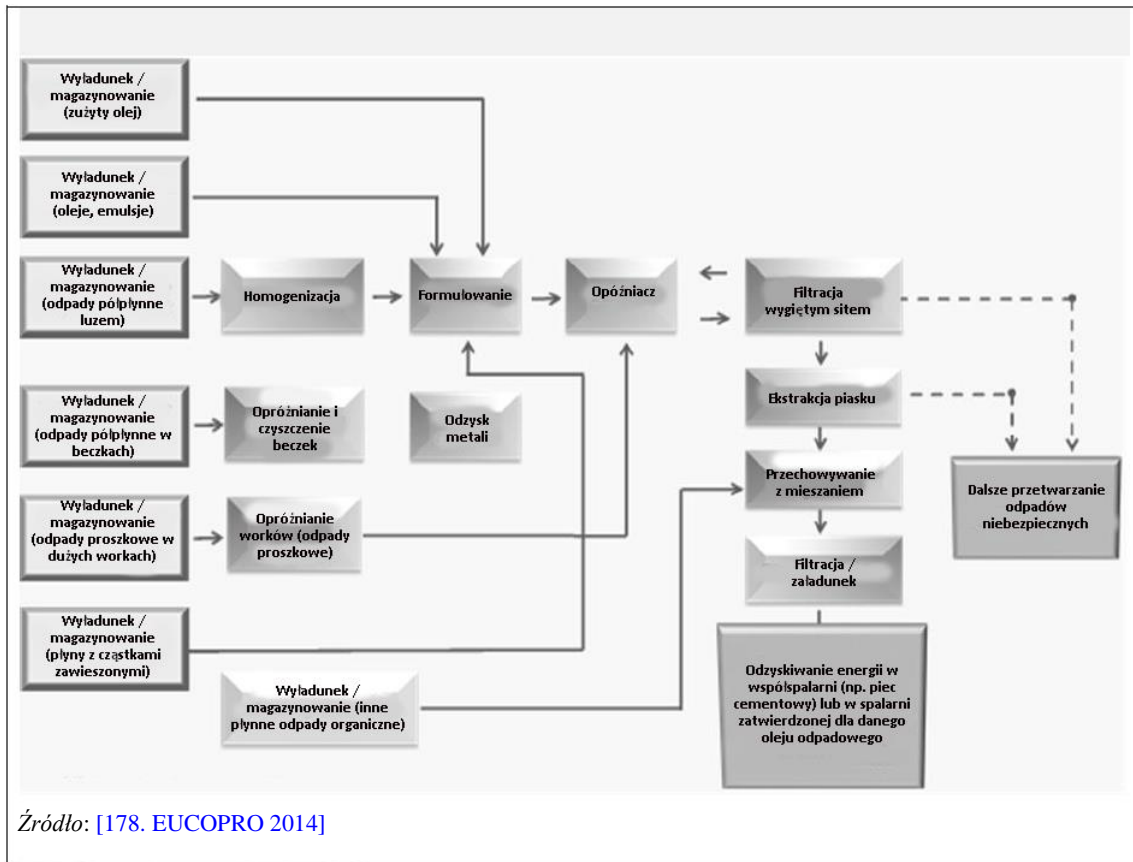 Wyładunek /
magazynowanie
(zużyty olej)
Wyładunek /
magazynowanie
(oleje, emulsje)
Wyładunek /
magazynowanie
(odpady półpłynne
luzem)
Homogenizacja
Formułowanie
Opóźniacz
Filtracja
wygiętym sitem
Ekstrakcja piasku
Wyładunek /
magazynowanie
(odpady półpłynne w
beczkach)
Opróżnianie i
czyszczenie
beczek
Odzysk
metali
Przechowywanie
z mieszaniem
Dalsze przetwarzanie
odpadów
niebezpiecznych
Wyładunek /
magazynowanie
(odpady proszkowe w
dużych workach)
Opróżnianie
worków (odpady
proszkowe)
Filtracja /
załadunek
Wyładunek /
magazynowanie
(płyny z cząstkami
zawieszonymi)
Wyładunek /
magazynowanie (inne
płynne odpady organiczne)
Odzyskiwanie energii w
współspalarni (np. piec
cementowy) lub w spalarni
zatwierdzonej dla danego
oleju odpadowego
Źródło: [178. EUCOPRO 2014]